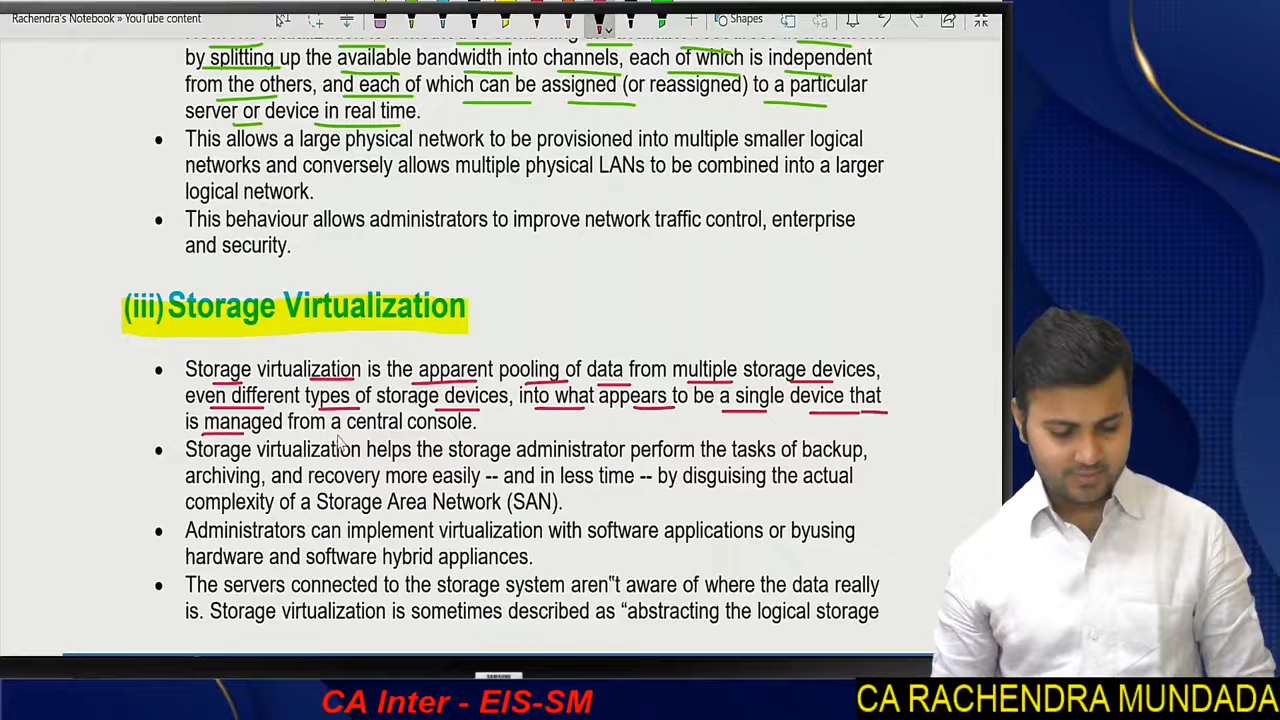 Rachendra's Notebook » YouTube content
Shapes
by splitting up the available bandwidth into channels, each of which is independent
from the others, and each of which can be assigned (or reassigned) to a particular
server or device in real time.
• This allows a large physical network to be provisioned into multiple smaller logical
networks and conversely allows multiple physical LANs to be combined into a larger
logical network.
• This behaviour allows administrators to improve network traffic control, enterprise
and security.
(iii) Storage Virtualization
• Storage virtualization is the apparent pooling of data from multiple storage devices,
even different types of storage devices, into what appears to be a single device that
is managed from a central console.
• Storage virtualization helps the storage administrator perform the tasks of backup,
archiving, and recovery more easily -- and in less time -- by disguising the actual
complexity of a Storage Area Network (SAN).
• Administrators can implement virtualization with software applications or byusing
hardware and software hybrid appliances.
• The servers connected to the storage system aren"t aware of where the data really
is. Storage virtualization is sometimes described as “abstracting the logical storage
SAMSUNG
CA Inter - EIS-SM
CA RACHENDRA MUNDADA